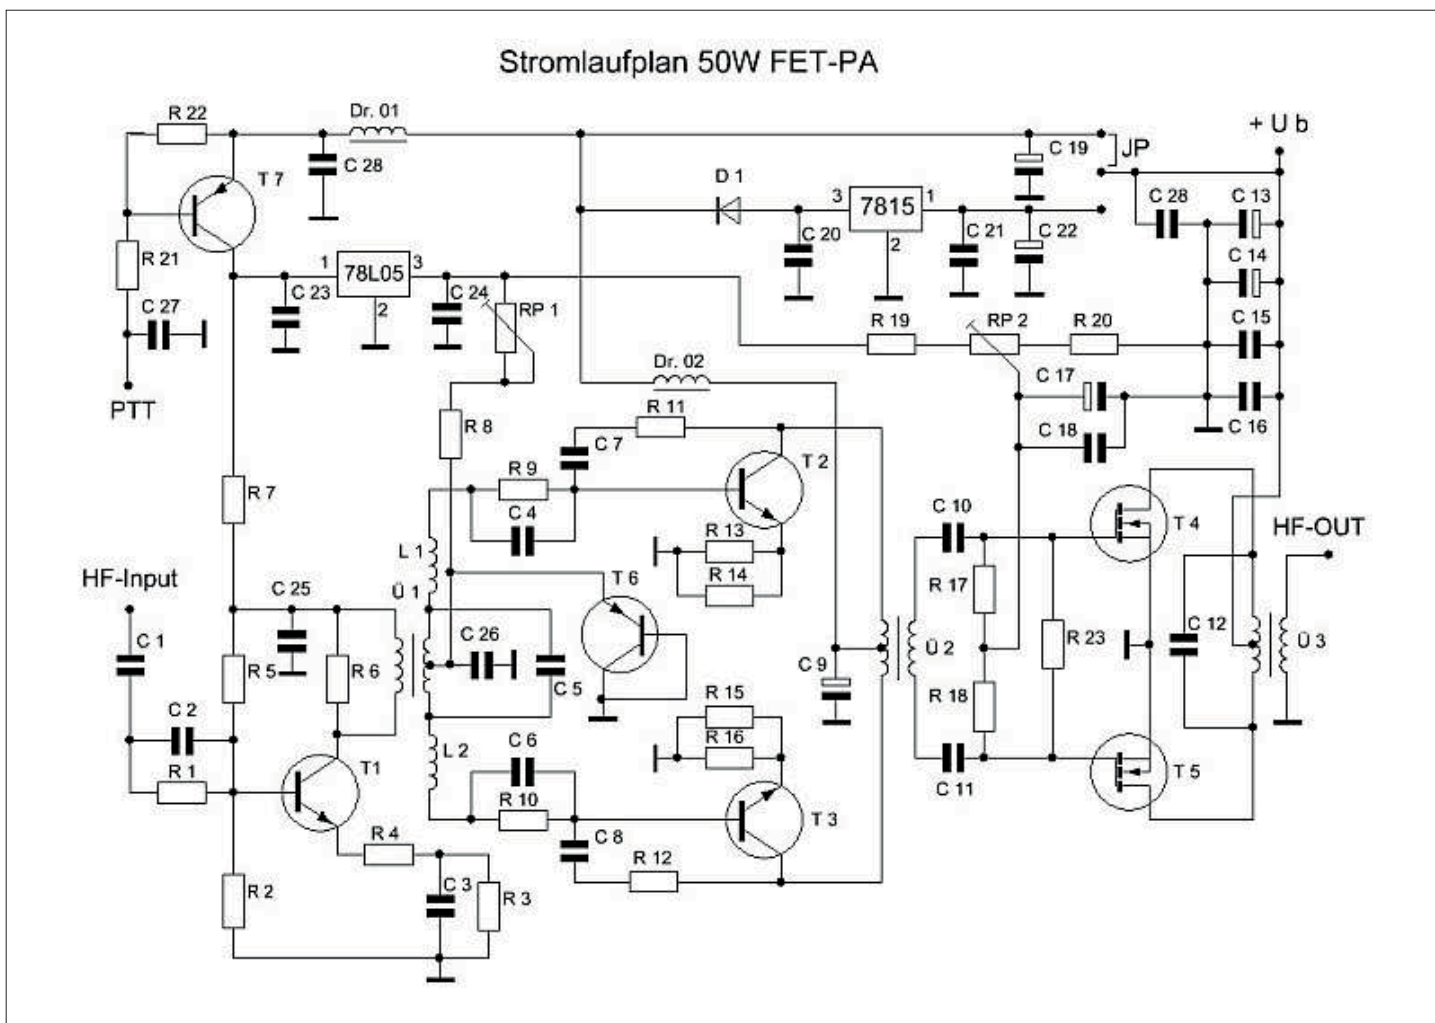 Stromlaufplan 50W FET-PA
R 22
Dr. 01
+ U b
C 19
JP
C 28
T 7
D 1
3
7815
1
C 28
C 13
R 21
C 20
2
C 21
C 22
1
78L05
3
C 14
C 23
2
C 24
RP 1
C 27
R 19
RP 2
R 20
C 15
Dr. 02
C 17
PTT
R 11
C 16
R 8
C 7
C 18
T 2
R 9
R 7
C 4
C 10
T 4
HF-OUT
R 13
L 1
HF-Input
T 6
R 14
R 17
C 25
Ü 1
C 1
C 26
R 23
C 12
Ü 2
Ü 3
R 5
R 6
C 5
C 9
R 15
R 18
C 2
R 16
L 2
C 6
T1
R 1
T 5
C 11
R 10
T 3
R 4
C 8
R 12
R 2
C 3
R 3